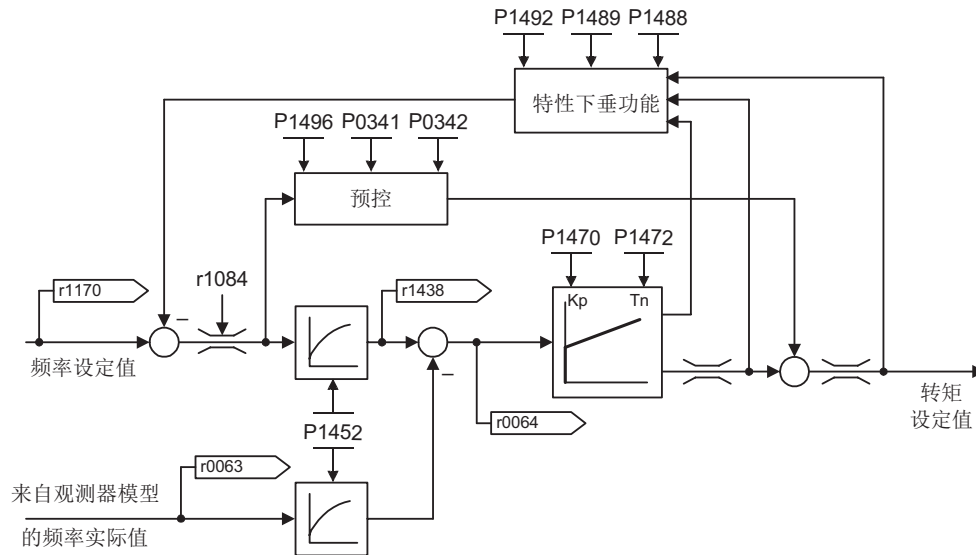 P1492 P1489 P1488
特性下垂功能
P1496 P0341 P0342
预控
P1470 P1472
r1170
r1084
r1438
Kp Tn
频率设定值
r0064
转矩
设定值
P1452
r0063
来自观测器模型
的频率实际值